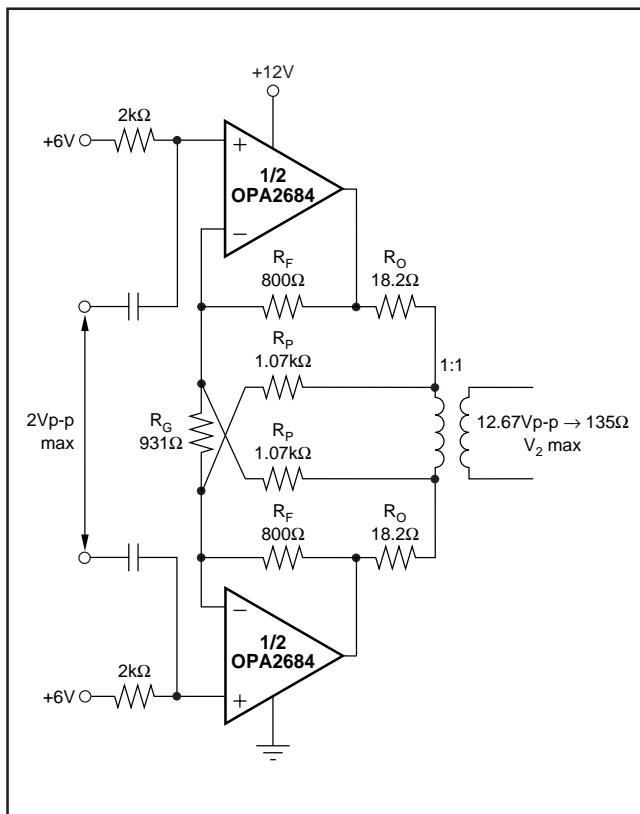 +12V
2kΩ
+6V
+
1/2
OPA2684
−
R_F
800Ω
R_O
18.2Ω
R_P
1.07kΩ
1:1
2Vp-p
max
R_G
931Ω
12.67Vp-p → 135Ω
V_2 max
R_P
1.07kΩ
R_F
800Ω
R_O
18.2Ω
−
1/2
OPA2684
+
2kΩ
+6V